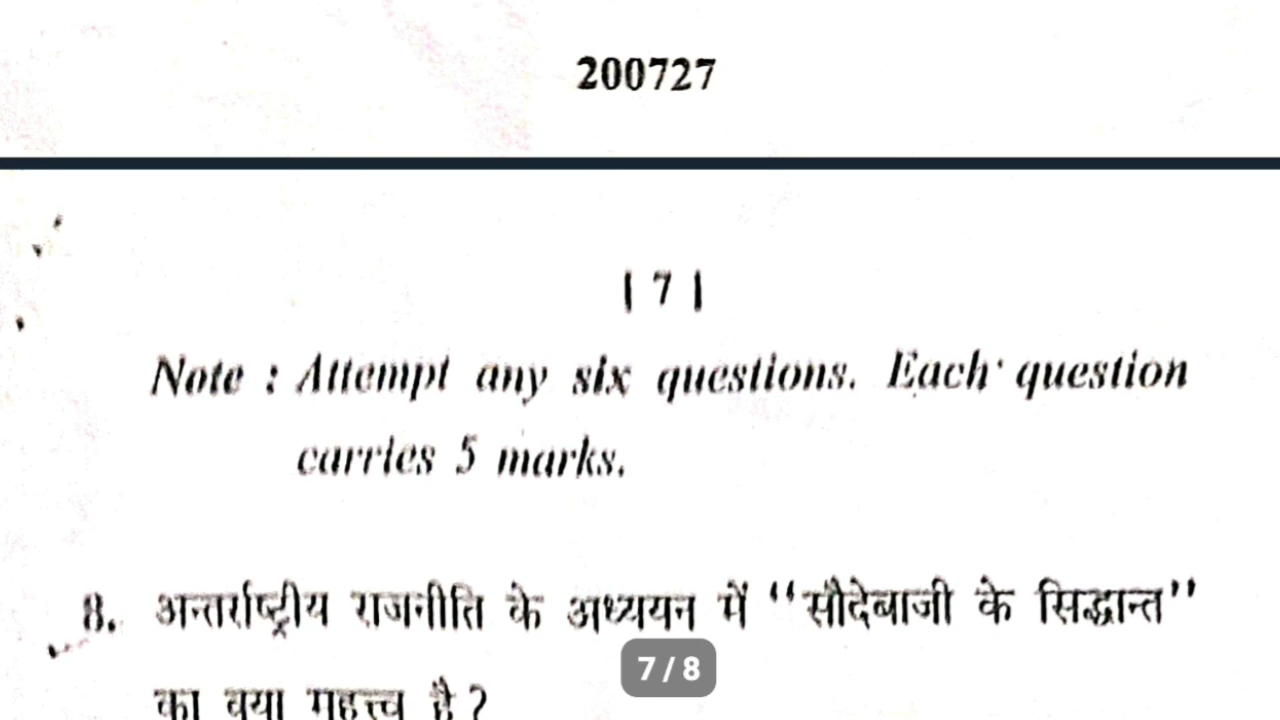 200727
[ 7 ]
Note : Attempt any six questions. Each question
carries 5 marks.
8. अन्तर्राष्ट्रीय राजनीति के अध्ययन में “सौदेबाजी के सिद्धान्त”
7 / 8
का क्या महत्त्व है ?